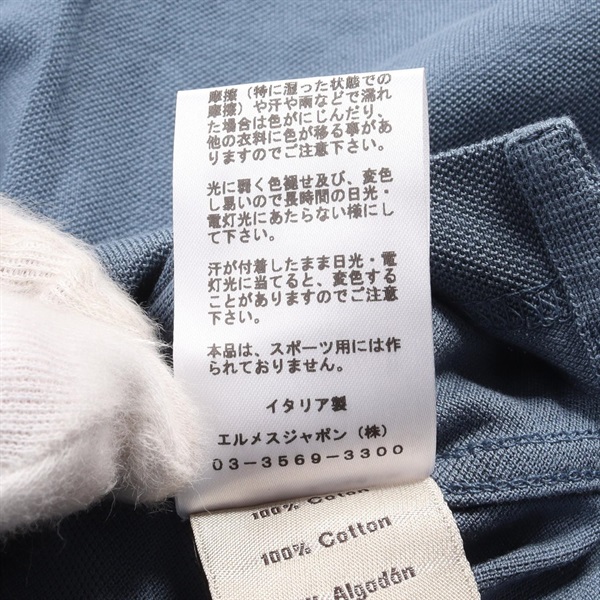 摩擦（特に湿った状態での
摩擦）や汗や雨などで濡れ
た場合は色がにじんだり、
他の衣料に色が移る事があ
りますのでご注意下さい。
光に弱く色褪せ及び、変色
し易いので長時間の日光・
電灯光にあたらない様にし
て下さい。
汗が付着したまま日光・電
灯光に当てると、変色する
ことがありますのでご注意
下さい。
本品は、スポーツ用には作
られておりません。
イタリア製
エルメスジャポン（株）
03-3569-3300
100% Cotton
100% Cotton
Algodón